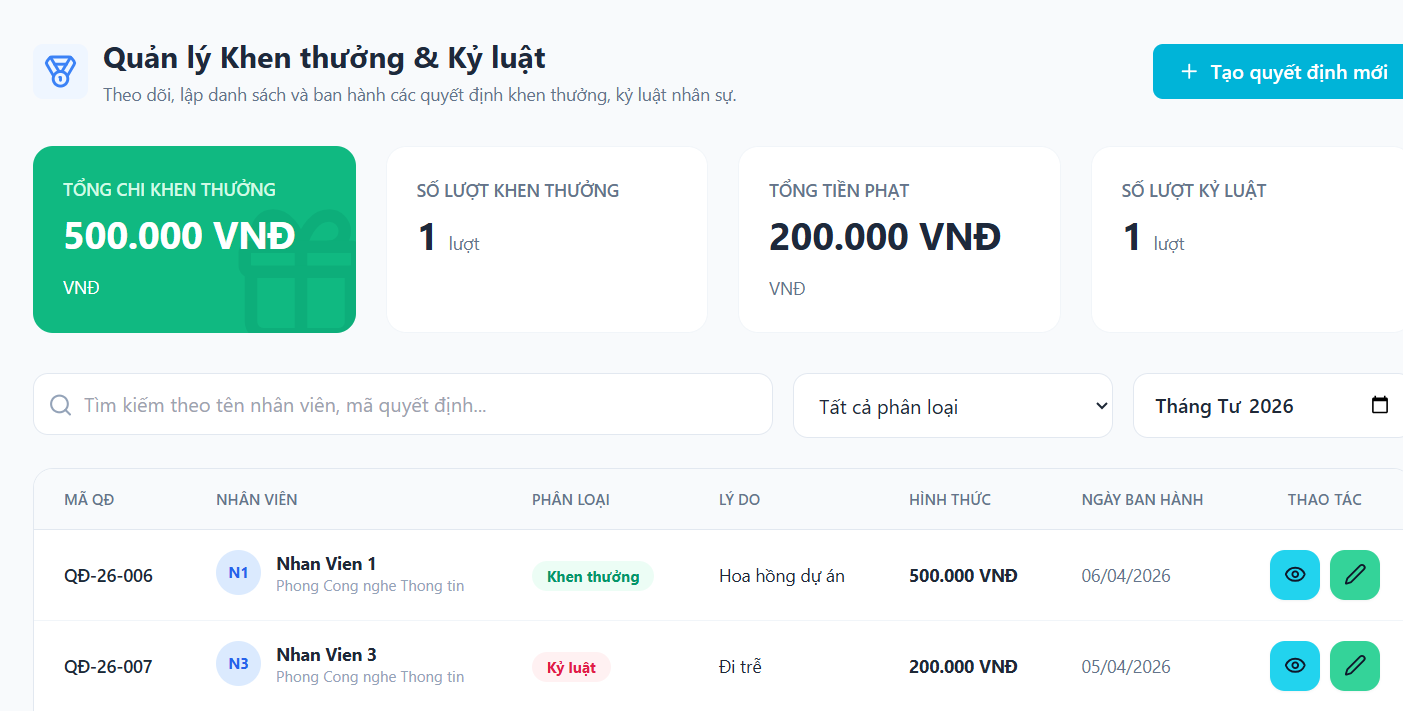 Quản lý Khen thưởng & Kỷ luật
Theo dõi, lập danh sách và ban hành các quyết định khen thưởng, kỷ luật nhân sự.
+ Tạo quyết định mới
TỔNG CHI KHEN THƯỞNG
500.000 VNĐ
VNĐ
SỐ LƯỢT KHEN THƯỞNG
1 lượt
TỔNG TIỀN PHẠT
200.000 VNĐ
VNĐ
SỐ LƯỢT KỶ LUẬT
1 lượt
Tìm kiếm theo tên nhân viên, mã quyết định...
Tất cả phân loại
Tháng Tư 2026
MÃ QĐ NHÂN VIÊN PHÂN LOẠI LÝ DO HÌNH THỨC NGÀY BAN HÀNH THAO TÁC
QĐ-26-006 N1 Nhan Vien 1 Khen thưởng Hoa hồng dự án 500.000 VNĐ 06/04/2026
Phong Cong nghe Thong tin
QĐ-26-007 N3 Nhan Vien 3 Kỷ luật Đi trễ 200.000 VNĐ 05/04/2026
Phong Cong nghe Thong tin